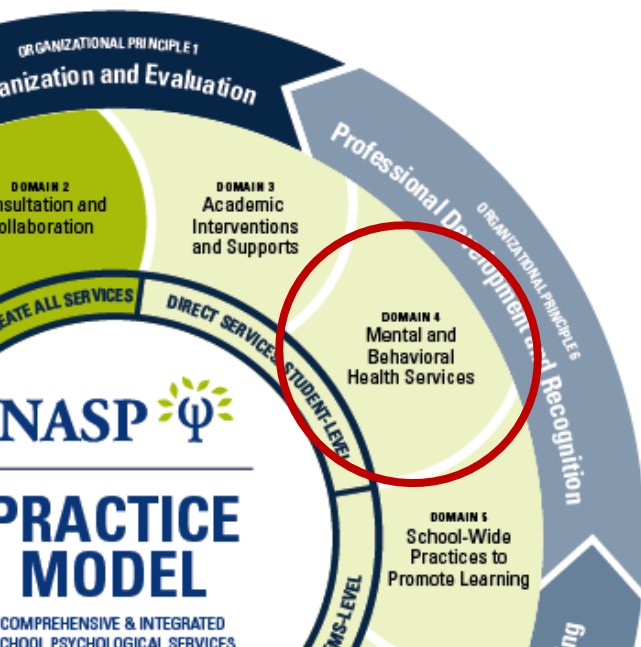 ORGANIZATIONAL PRINCIPLE 1
anization and Evaluation
Professional Development and Recognition
ORGANIZATIONAL PRINCIPLE 6
DOMAIN 2
nsultation and
ollaboration
DOMAIN 3
Academic
Interventions
and Supports
DOMAIN 4
Mental and
Behavioral
Health Services
EATE ALL SERVICES
DIRECT SERVICES STUDENT-LEVEL
NASP
PRACTICE
MODEL
COMPREHENSIVE & INTEGRATED
CHOOL PSYCHOLOGICAL SERVICES
DOMAIN 5
School-Wide
Practices to
Promote Learning
EMS-LEVEL
ng